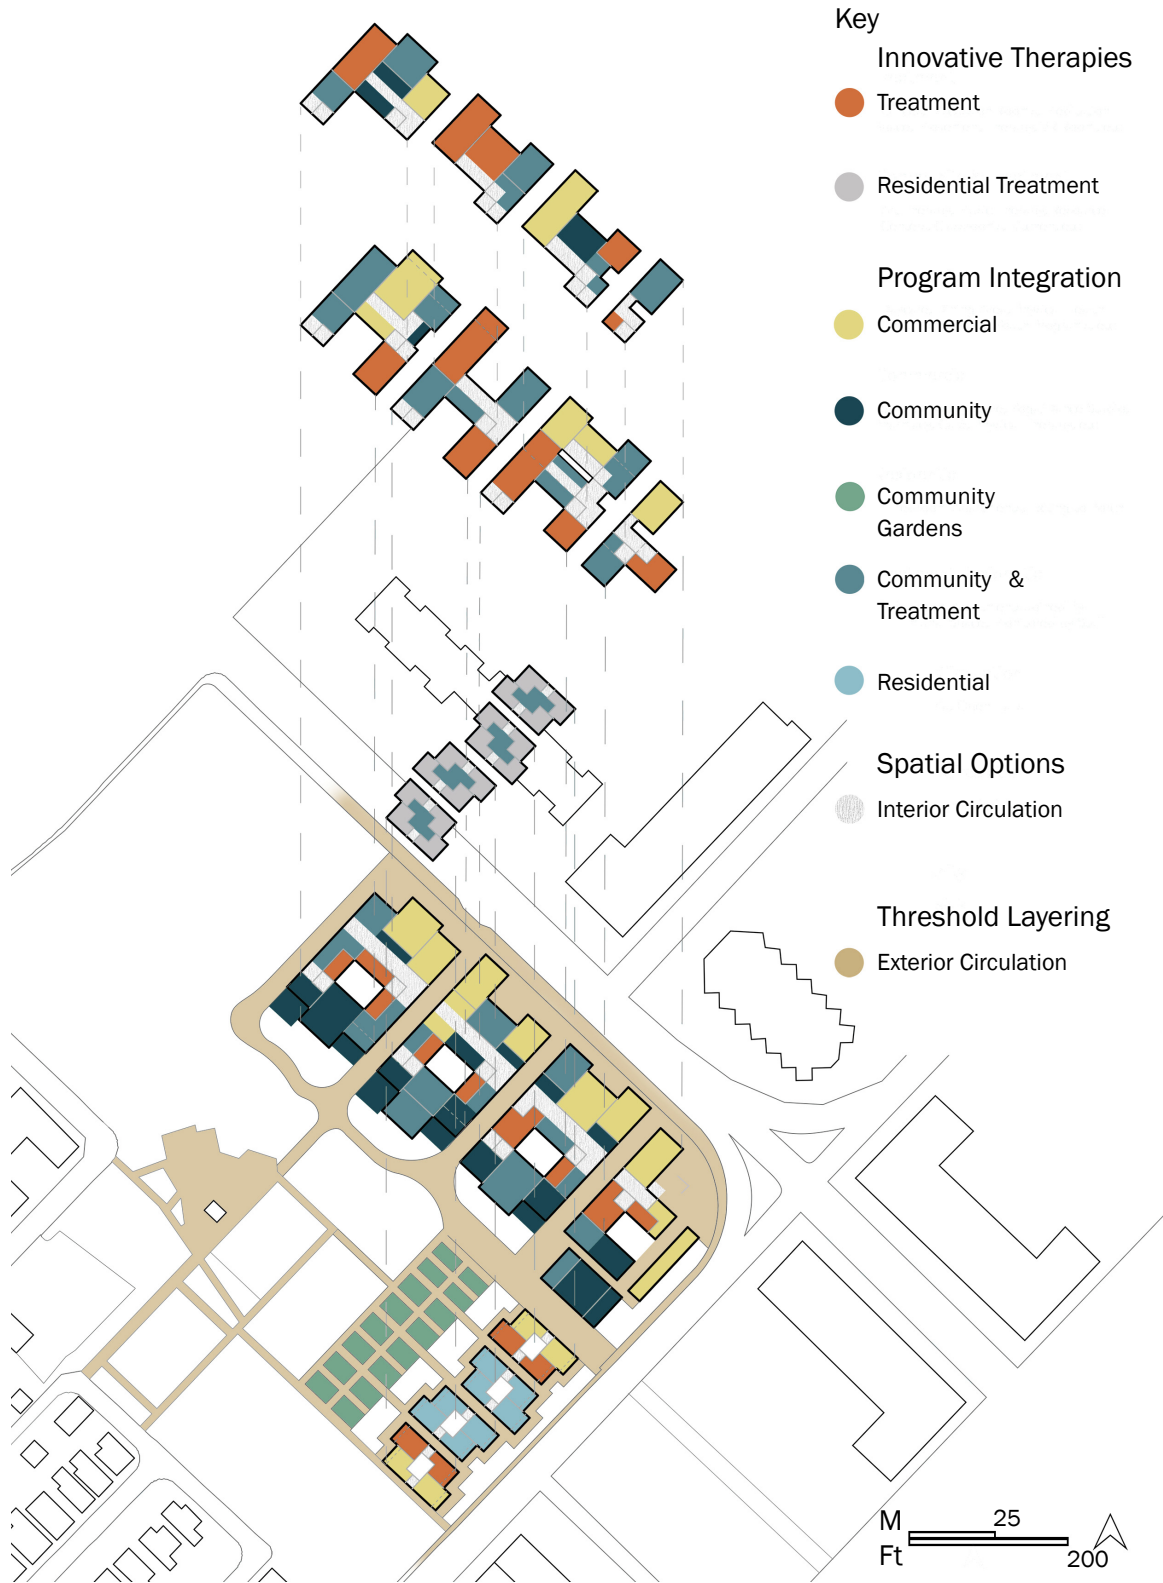 Key
Innovative Therapies
Treatment
Residential Treatment
Program Integration
Commercial
Community
Community
Gardens
Community &
Treatment
Residential
Spatial Options
Interior Circulation
Threshold Layering
Exterior Circulation
M 25
Ft 200